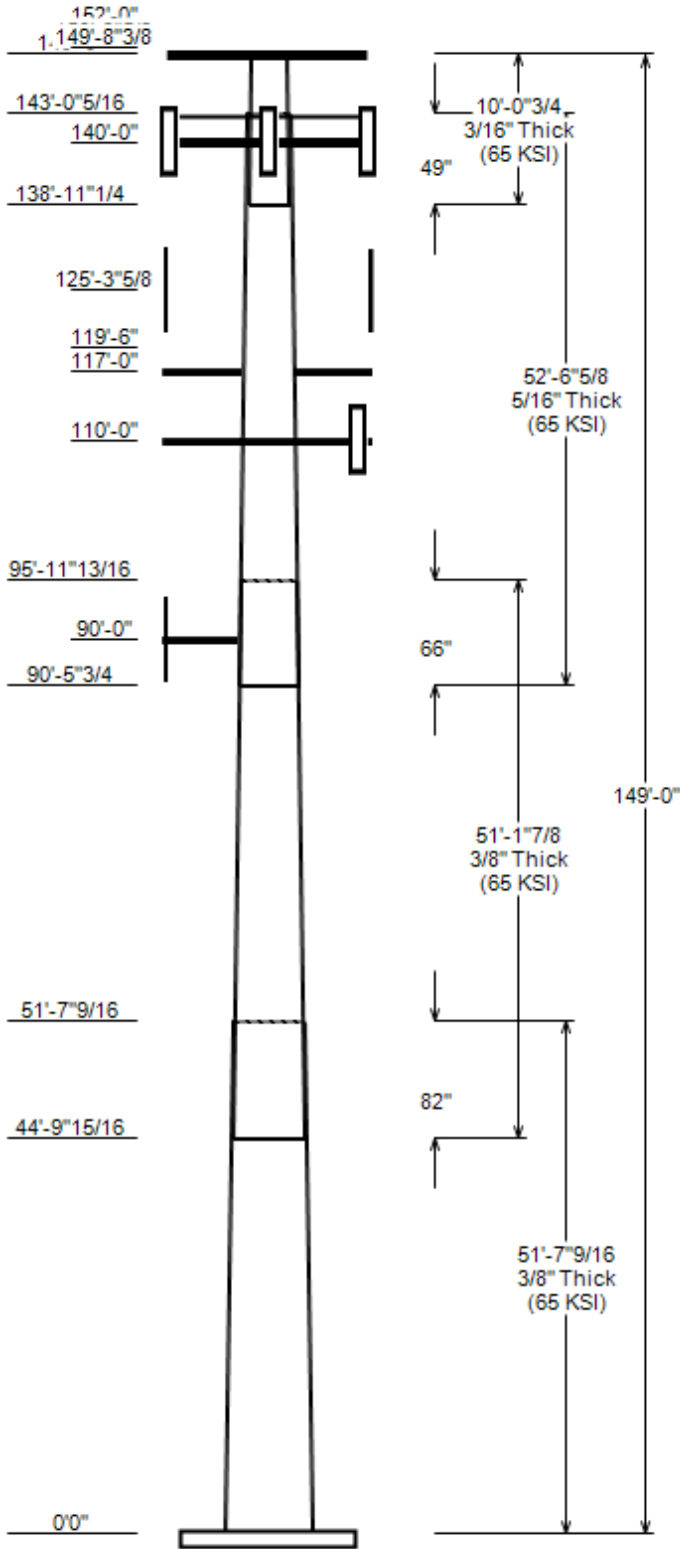 152'-0"
149'-8"3/8
143'-0"5/16
140'-0"
138'-11"1/4
125'-3"5/8
119'-6"
117'-0"
110'-0"
95'-11"13/16
90'-0"
90'-5"3/4
51'-7"9/16
44'-9"15/16
0'0"
49"
66"
82"
10'-0"3/4
3/16" Thick
(65 KSI)
52'-6"5/8
5/16" Thick
(65 KSI)
51'-1"7/8
3/8" Thick
(65 KSI)
51'-7"9/16
3/8" Thick
(65 KSI)
149'-0"